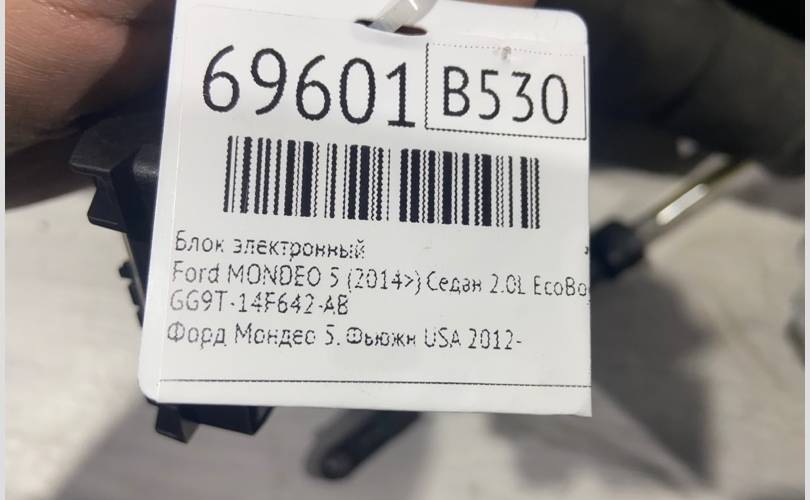 69601 B530
Блок электронный
Ford MONDEO 5 (2014>) Седан 2.0L EcoBo
GG9T-14F642-AB
Форд Мондео 5. Фьюжн USA 2012-